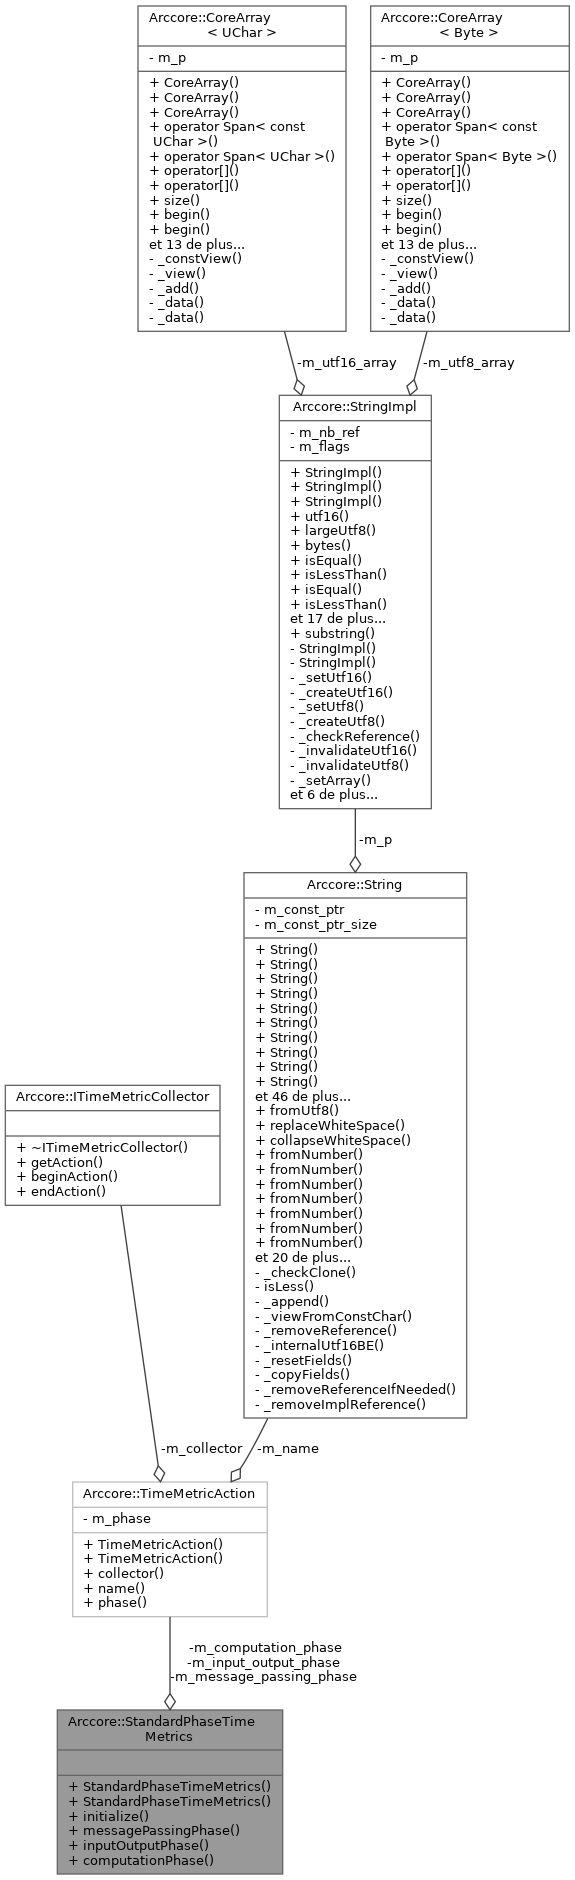 Arccore::CoreArray
< UChar >
- m_p
+ CoreArray()
+ CoreArray()
+ CoreArray()
+ operator Span< const
UChar >()
+ operator Span< UChar >()
+ operator[]()
+ operator[]()
+ size()
+ begin()
+ begin()
et 13 de plus...
- _constView()
- _view()
- _add()
- _data()
- _data()
Arccore::CoreArray
< Byte >
- m_p
+ CoreArray()
+ CoreArray()
+ CoreArray()
+ operator Span< const
Byte >()
+ operator Span< Byte >()
+ operator[]()
+ operator[]()
+ size()
+ begin()
+ begin()
et 13 de plus...
- _constView()
- _view()
- _add()
- _data()
- _data()
-m_utf16_array
-m_utf8_array
Arccore::StringImpl
- m_nb_ref
- m_flags
+ StringImpl()
+ StringImpl()
+ StringImpl()
+ utf16()
+ largeUtf8()
+ bytes()
+ isEqual()
+ isLessThan()
+ isEqual()
+ isLessThan()
et 17 de plus...
+ substring()
- StringImpl()
- StringImpl()
- _setUtf16()
- _createUtf16()
- _setUtf8()
- _createUtf8()
- _checkReference()
- _invalidateUtf16()
- _invalidateUtf8()
- _setArray()
et 6 de plus...
-m_p
Arccore::String
- m_const_ptr
- m_const_ptr_size
+ String()
+ String()
+ String()
+ String()
+ String()
+ String()
+ String()
+ String()
+ String()
+ String()
et 46 de plus...
+ fromUtf8()
+ replaceWhiteSpace()
+ collapseWhiteSpace()
+ fromNumber()
+ fromNumber()
+ fromNumber()
+ fromNumber()
+ fromNumber()
+ fromNumber()
+ fromNumber()
et 20 de plus...
- _checkClone()
- isLess()
- _append()
- _viewFromConstChar()
- _removeReference()
- _internalUtf16BE()
- _resetFields()
- _copyFields()
- _removeReferenceIfNeeded()
- _removeImplReference()
Arccore::ITimeMetricCollector
+ ~ITimeMetricCollector()
+ getAction()
+ beginAction()
+ endAction()
-m_collector
-m_name
Arccore::TimeMetricAction
- m_phase
+ TimeMetricAction()
+ TimeMetricAction()
+ collector()
+ name()
+ phase()
-m_computation_phase
-m_input_output_phase
-m_message_passing_phase
Arccore::StandardPhaseTime
Metrics
+ StandardPhaseTimeMetrics()
+ StandardPhaseTimeMetrics()
+ initialize()
+ messagePassingPhase()
+ inputOutputPhase()
+ computationPhase()